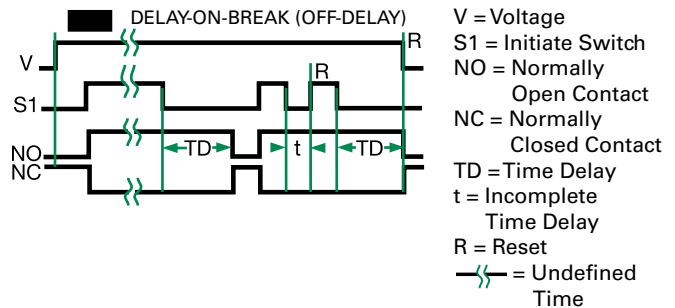 DELAY-ON-BREAK (OFF-DELAY)
V
R
S1
R
NO
NC
TD
t
TD
V = Voltage
S1 = Initiate Switch
NO = Normally
Open Contact
NC = Normally
Closed Contact
TD = Time Delay
t = Incomplete
Time Delay
R = Reset
= Undefined
Time